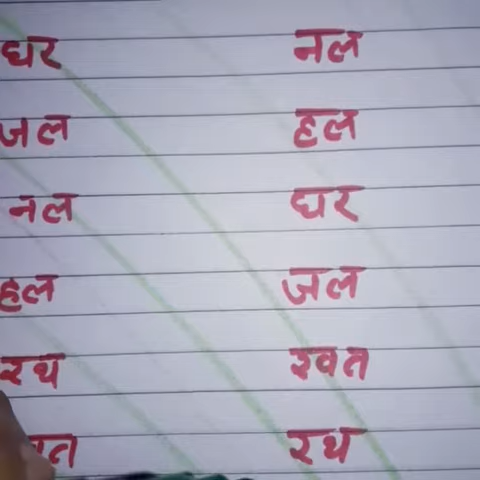 घर नल
जल हल
नल घर
हल जल
रथ खत
रथ